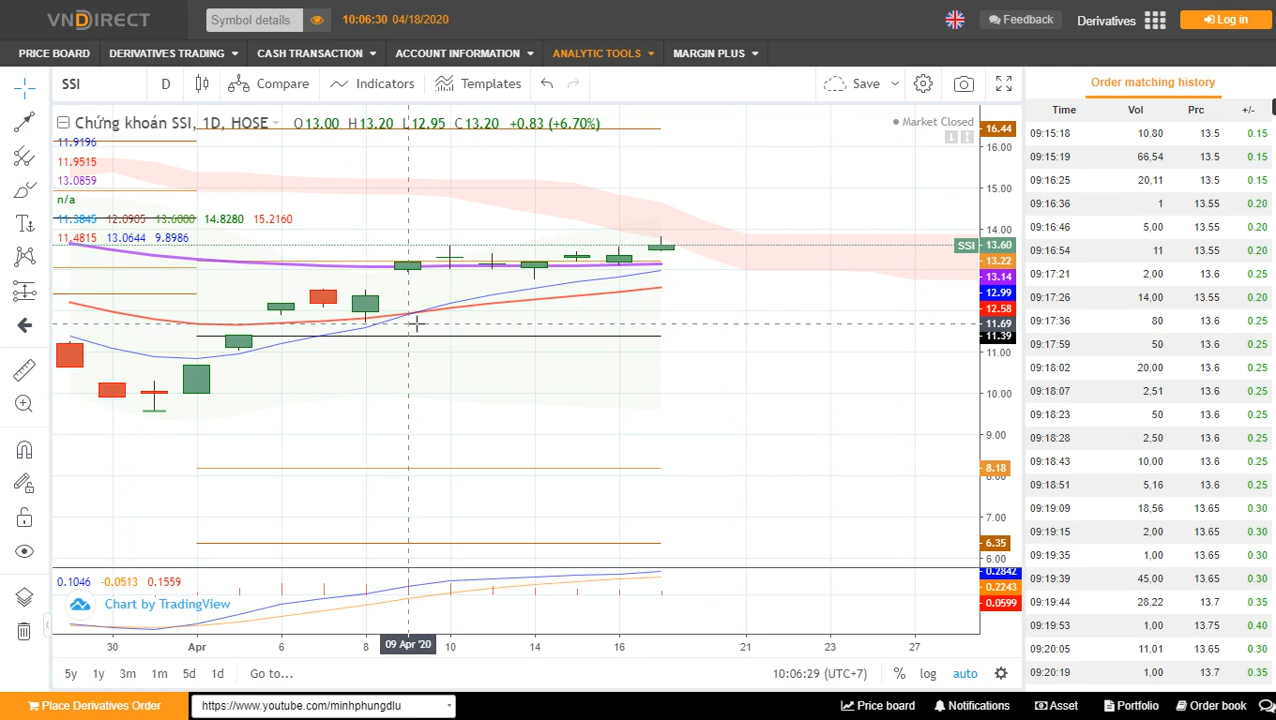 VNDIRECT
Symbol details
10:06:30 04/18/2020
Feedback
Derivatives
Log in
PRICE BOARD
DERIVATIVES TRADING
CASH TRANSACTION
ACCOUNT INFORMATION
ANALYTIC TOOLS
MARGIN PLUS
SSI
D
Compare
Indicators
Templates
Save
Chứng khoán SSI, 1D, HOSE
O13.00 H13.20 L12.95 C13.20 +0.83 (+6.70%)
Market Closed
11.9196
11.9515
13.0859
n/a
11.3845 12.0905 13.6000 14.8280 15.2160
11.4815 13.0644 9.8986
16.44
16.00
15.00
14.00
SSI 13.60
13.22
13.14
12.99
12.58
11.69
11.39
11.00
10.00
9.00
8.18
8.00
7.00
6.35
6.00
0.1046 -0.0513 0.1559
0.2842
0.2243
0.0599
Chart by TradingView
30
Apr
6
8
09 Apr '20
10
14
16
21
23
27
5y 1y 3m 1m 5d 1d Go to...
10:06:29 (UTC+7)
% log auto
Order matching history
Time Vol Prc +/-
09:15:18 10,80 13.5 0.15
09:15:19 66,54 13.5 0.15
09:16:25 20,11 13.5 0.15
09:16:36 1 13.55 0.20
09:16:46 5,00 13.55 0.20
09:16:54 11 13.55 0.20
09:17:21 2,00 13.55 0.20
09:17:26 14,00 13.55 0.20
09:17:36 80 13.6 0.25
09:17:59 50 13.6 0.25
09:18:02 20,00 13.6 0.25
09:18:07 2,51 13.6 0.25
09:18:23 50 13.6 0.25
09:18:28 2,50 13.6 0.25
09:18:43 10,00 13.6 0.25
09:18:51 5,16 13.6 0.25
09:19:09 18,56 13.65 0.30
09:19:15 2,00 13.65 0.30
09:19:35 1,00 13.65 0.30
09:19:39 45,00 13.65 0.30
09:19:44 28,22 13.7 0.35
09:19:53 1,00 13.75 0.40
09:20:05 11,01 13.65 0.30
09:20:19 1,00 13.7 0.35
Place Derivatives Order
https://www.youtube.com/minhphungdlu
Price board
Notifications
Asset
Portfolio
Order book